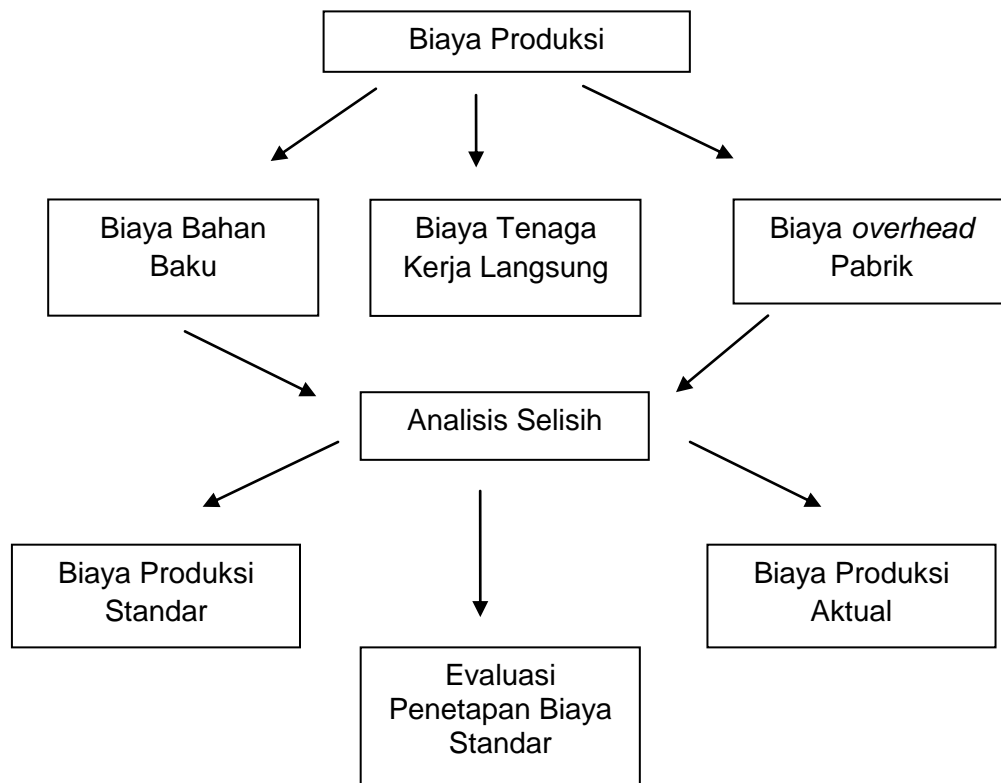 Biaya Produksi
Biaya Bahan
Baku
Biaya Tenaga
Kerja Langsung
Biaya overhead
Pabrik
Analisis Selisih
Biaya Produksi
Standar
Biaya Produksi
Aktual
Evaluasi
Penetapan Biaya
Standar